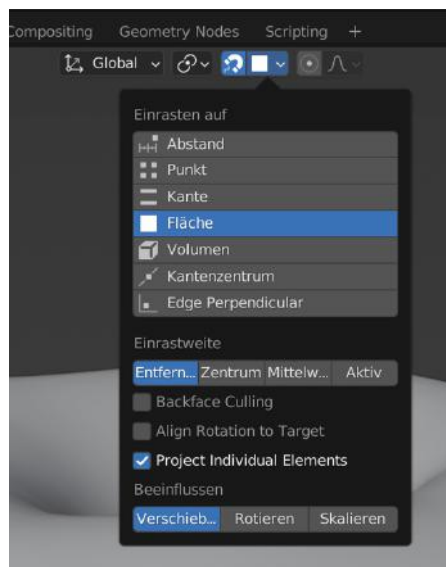 Compositing Geometry Nodes Scripting +
Global
Einrasten auf
Abstand
Punkt
Kante
Fläche
Volumen
Kantenzentrum
Edge Perpendicular
Einrastweite
Entfern... Zentrum Mittelw... Aktiv
Backface Culling
Align Rotation to Target
Project Individual Elements
Beeinflussen
Verschieb... Rotieren Skalieren